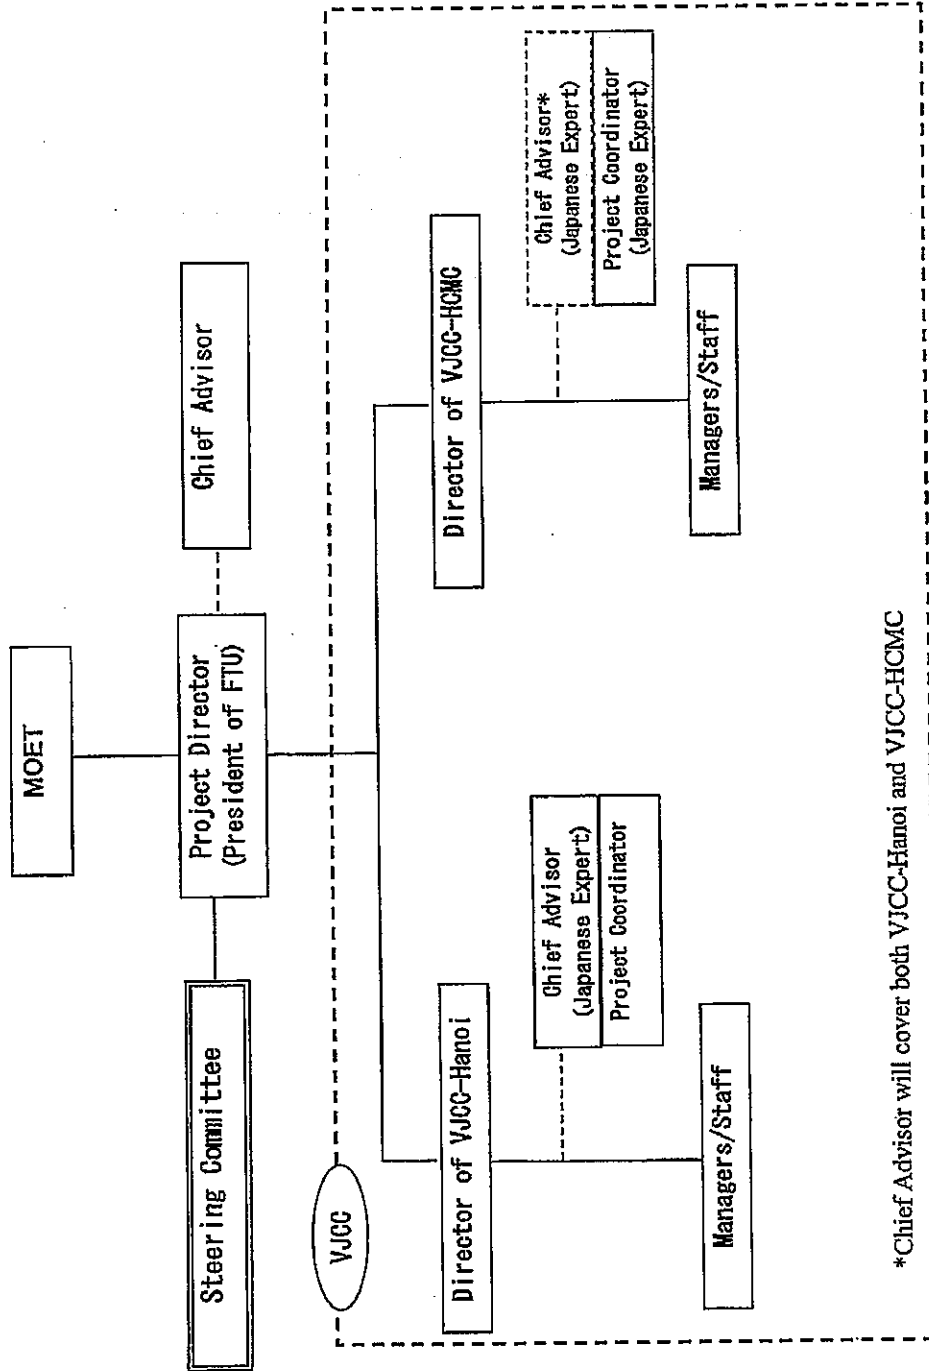 MOET
Steering Committee
Project Director
(President of FTU)
Chief Advisor
VJCC
Director of VJCC-Hanoi
Chief Advisor
(Japanese Expert)
Project Coordinator
Managers/Staff
Director of VJCC-HCMC
Chief Advisor*
(Japanese Expert)
Project Coordinator
(Japanese Expert)
Managers/Staff
*Chief Advisor will cover both VJCC-Hanoi and VJCC-HCMC